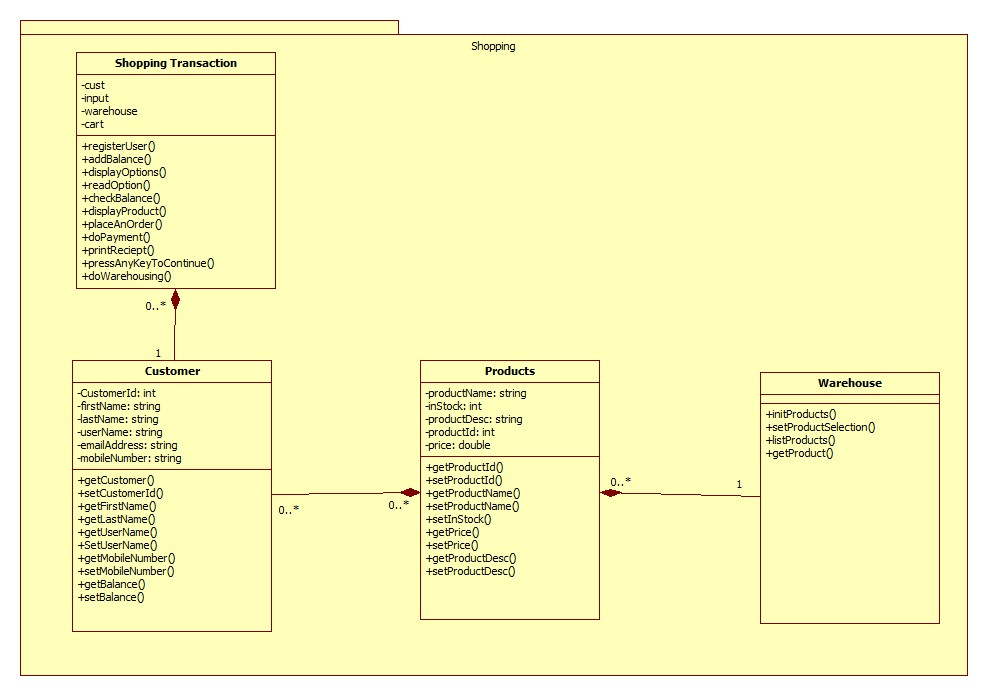 Shopping
Shopping Transaction
-cust
-input
-warehouse
-cart
+registerUser()
+addBalance()
+displayOptions()
+readOption()
+checkBalance()
+displayProduct()
+placeAnOrder()
+doPayment()
+printReciept()
+pressAnyKeyToContinue()
+doWarehousing()
0..*
1
Customer
-CustomerId: int
-firstName: string
-lastName: string
-userName: string
-emailAddress: string
-mobileNumber: string
+getCustomer()
+setCustomerId()
+getFirstName()
+getLastName()
+getUserName()
+SetUserName()
+getMobileNumber()
+setMobileNumber()
+getBalance()
+setBalance()
0..*
0..*
Products
-productName: string
-inStock: int
-productDesc: string
-productId: int
-price: double
+getProductId()
+setProductId()
+getProductName()
+setProductName()
+setInStock()
+getPrice()
+setPrice()
+getProductDesc()
+setProductDesc()
0..*
1
Warehouse
+initProducts()
+setProductSelection()
+listProducts()
+getProduct()